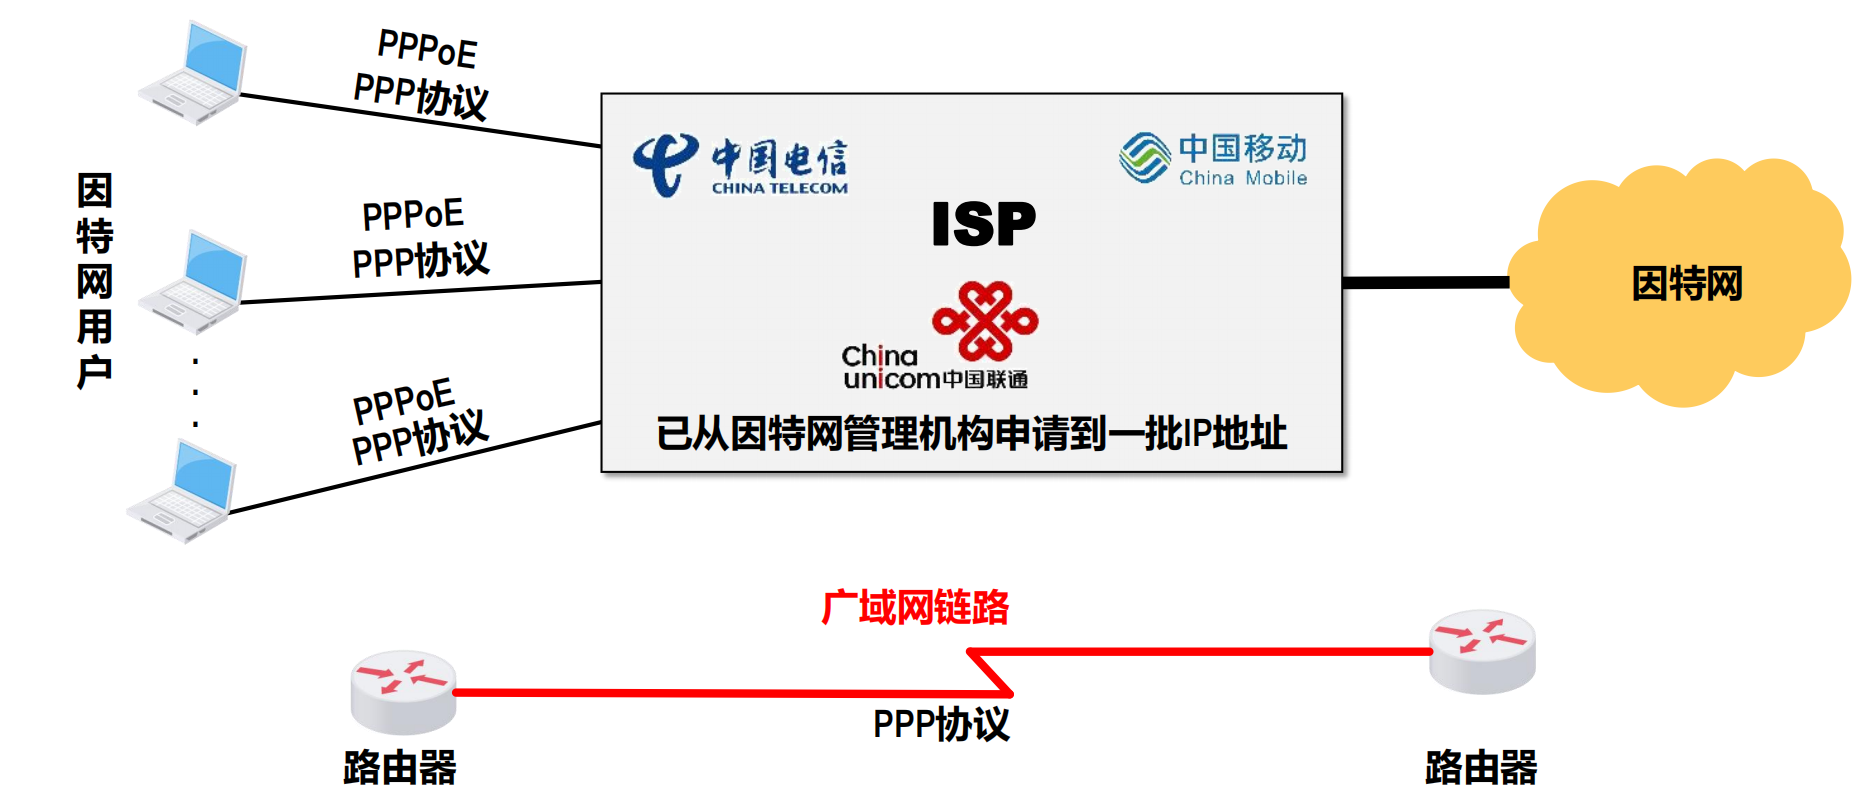 PPPoE
PPP协议
中国电信
CHINA TELECOM
中国移动
China Mobile
因特网用户
PPPoE
PPP协议
ISP
因特网
China
unicom中国联通
PPPoE
PPP协议
已从因特网管理机构申请到一批IP地址
广域网链路
PPP协议
路由器
路由器